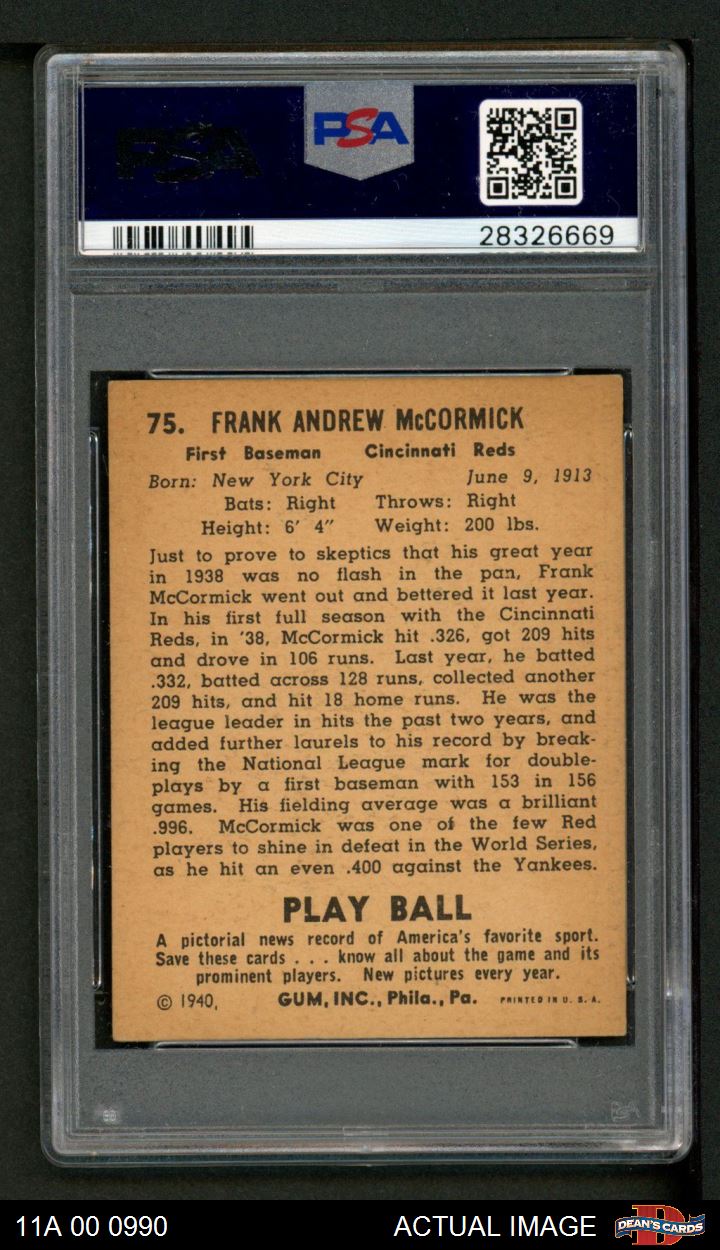 PSA
PSA
28326669
75. FRANK ANDREW McCORMICK
First Baseman Cincinnati Reds
Born: New York City June 9, 1913
Bats: Right Throws: Right
Height: 6' 4" Weight: 200 lbs.
Just to prove to skeptics that his great year
in 1938 was no flash in the pan, Frank
McCormick went out and bettered it last year.
In his first full season with the Cincinnati
Reds, in '38, McCormick hit .326, got 209 hits
and drove in 106 runs. Last year, he batted
.332, batted across 128 runs, collected another
209 hits, and hit 18 home runs. He was the
league leader in hits the past two years, and
added further laurels to his record by break-
ing the National League mark for double-
plays by a first baseman with 153 in 156
games. His fielding average was a brilliant
.996. McCormick was one of the few Red
players to shine in defeat in the World Series,
as he hit an even .400 against the Yankees.
PLAY BALL
A pictorial news record of America's favorite sport.
Save these cards . . . know all about the game and its
prominent players. New pictures every year.
© 1940, GUM, INC., Phila., Pa. PRINTED IN U. S. A.
PSA
11A 00 0990 ACTUAL IMAGE DEAN'S CARDS